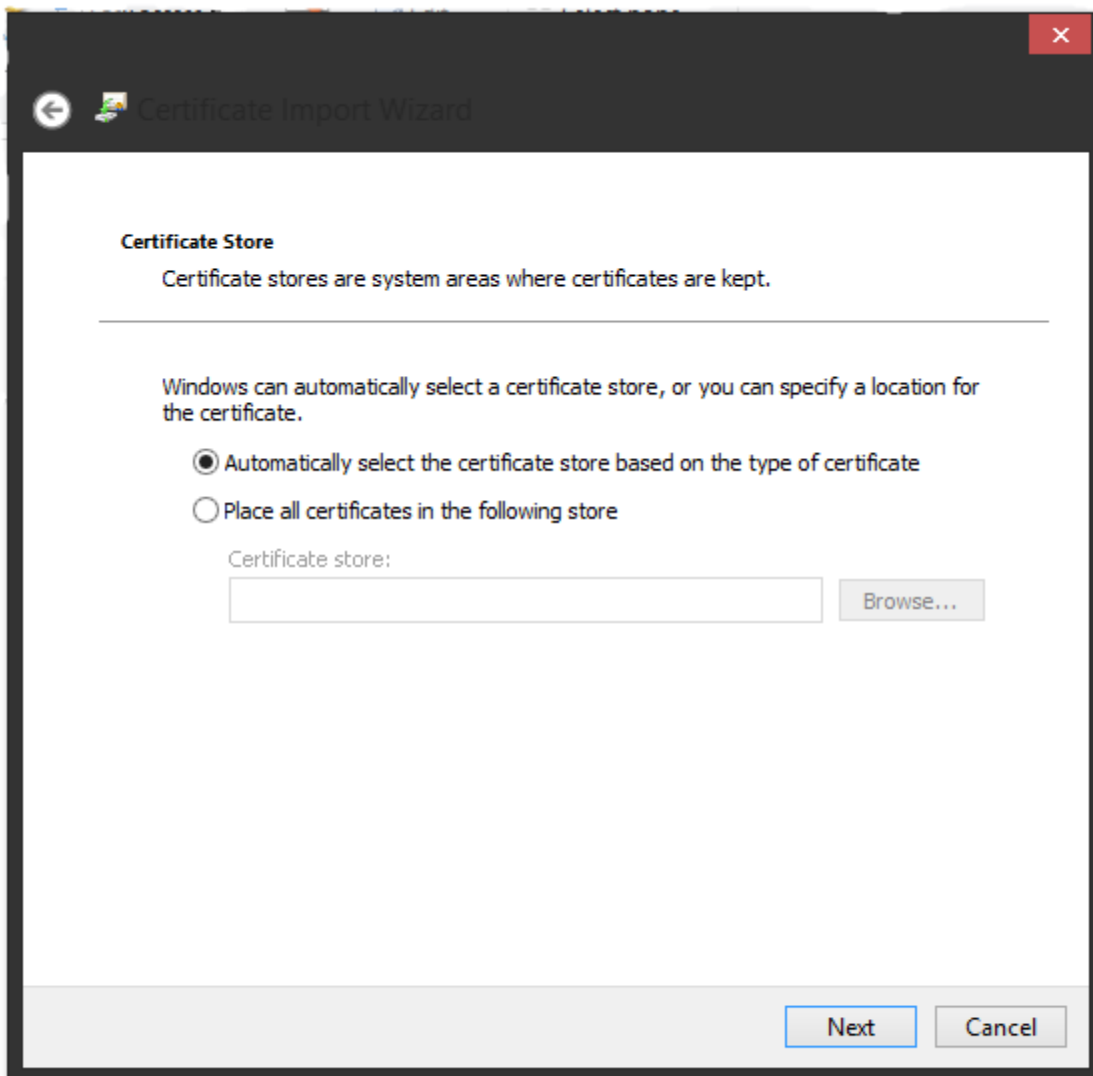 Certificate Import Wizard
Certificate Store
Certificate stores are system areas where certificates are kept.
Windows can automatically select a certificate store, or you can specify a location for
the certificate.
Automatically select the certificate store based on the type of certificate
Place all certificates in the following store
Certificate store:
Browse...
Next
Cancel